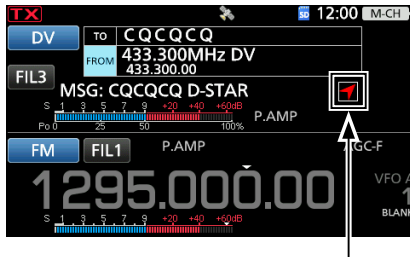 TX 12:00 M-CH
DV TO CQCQCQ
FROM 433.300MHz DV
433.300.00
FIL3
MSG: CQCQCQ D-STAR
S 1 3 5 7 9 +20 +40 +60dB
P.AMP
Po 0 25 50 100%
FM FIL1 P.AMP AGC-F
1295.000.00
VFO A
1
S 1 3 5 7 9 +20 +40 +60dB
BLANK